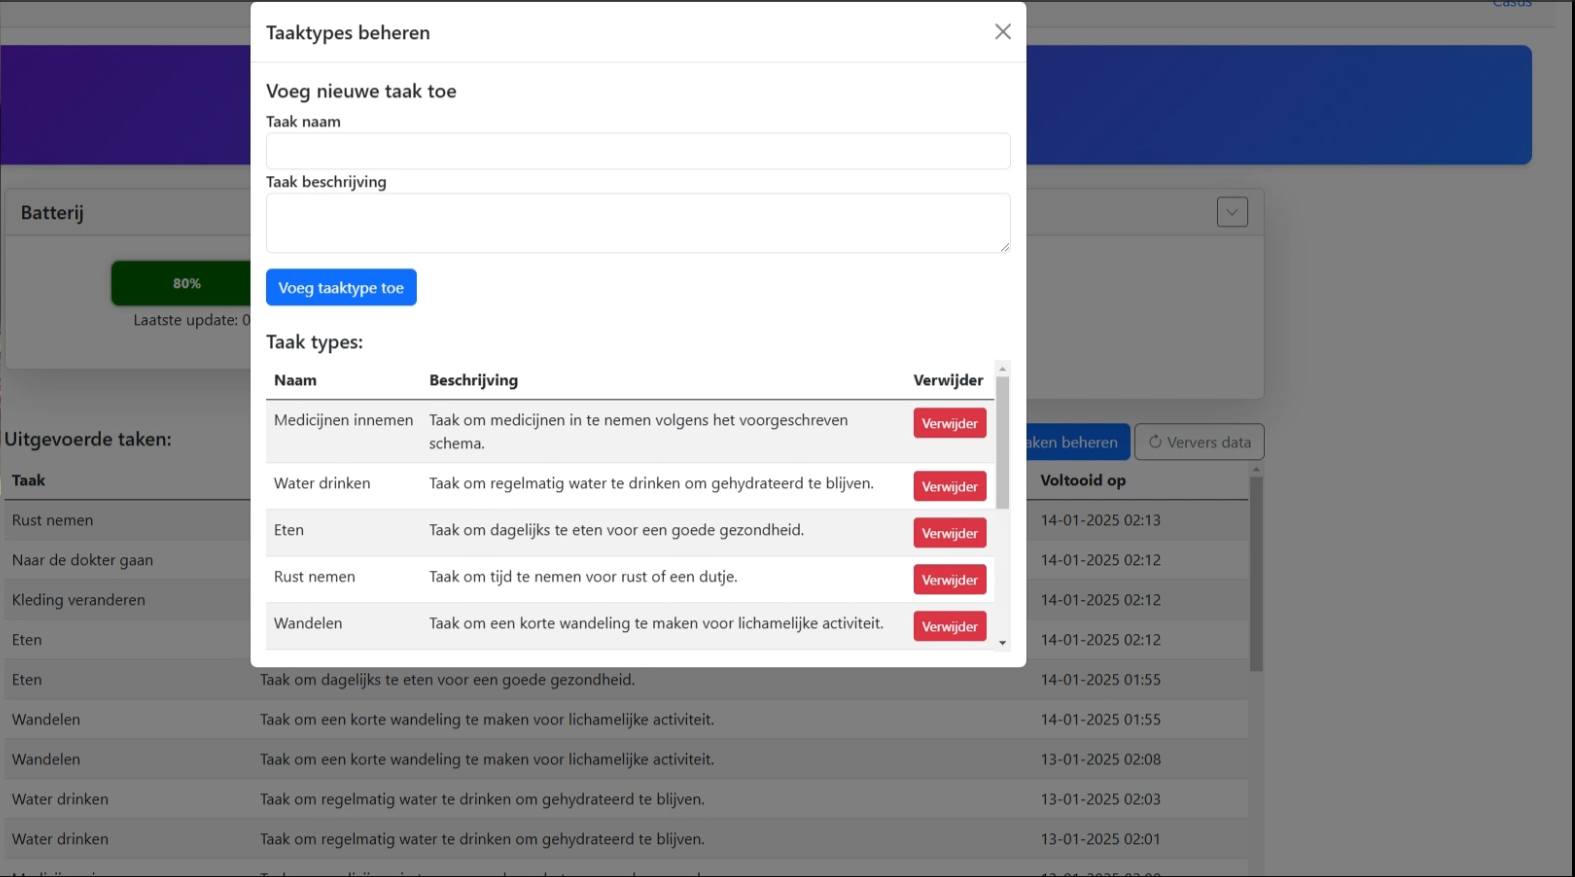 Casus
Taaktypes beheren
Voeg nieuwe taak toe
Taak naam
Taak beschrijving
Voeg taaktype toe
Taak types:
Naam Beschrijving Verwijder
Medicijnen innemen Taak om medicijnen in te nemen volgens het voorgeschreven
schema. Verwijder
Water drinken Taak om regelmatig water te drinken om gehydrateerd te blijven. Verwijder
Eten Taak om dagelijks te eten voor een goede gezondheid. Verwijder
Rust nemen Taak om tijd te nemen voor rust of een dutje. Verwijder
Wandelen Taak om een korte wandeling te maken voor lichamelijke activiteit. Verwijder
Batterij
80%
Laatste update: 0
Uitgevoerde taken:
aken beheren Ververs data
Taak Voltooid op
Rust nemen 14-01-2025 02:13
Naar de dokter gaan 14-01-2025 02:12
Kleding veranderen 14-01-2025 02:12
Eten 14-01-2025 02:12
Eten Taak om dagelijks te eten voor een goede gezondheid. 14-01-2025 01:55
Wandelen Taak om een korte wandeling te maken voor lichamelijke activiteit. 14-01-2025 01:55
Wandelen Taak om een korte wandeling te maken voor lichamelijke activiteit. 13-01-2025 02:08
Water drinken Taak om regelmatig water te drinken om gehydrateerd te blijven. 13-01-2025 02:03
Water drinken Taak om regelmatig water te drinken om gehydrateerd te blijven. 13-01-2025 02:01